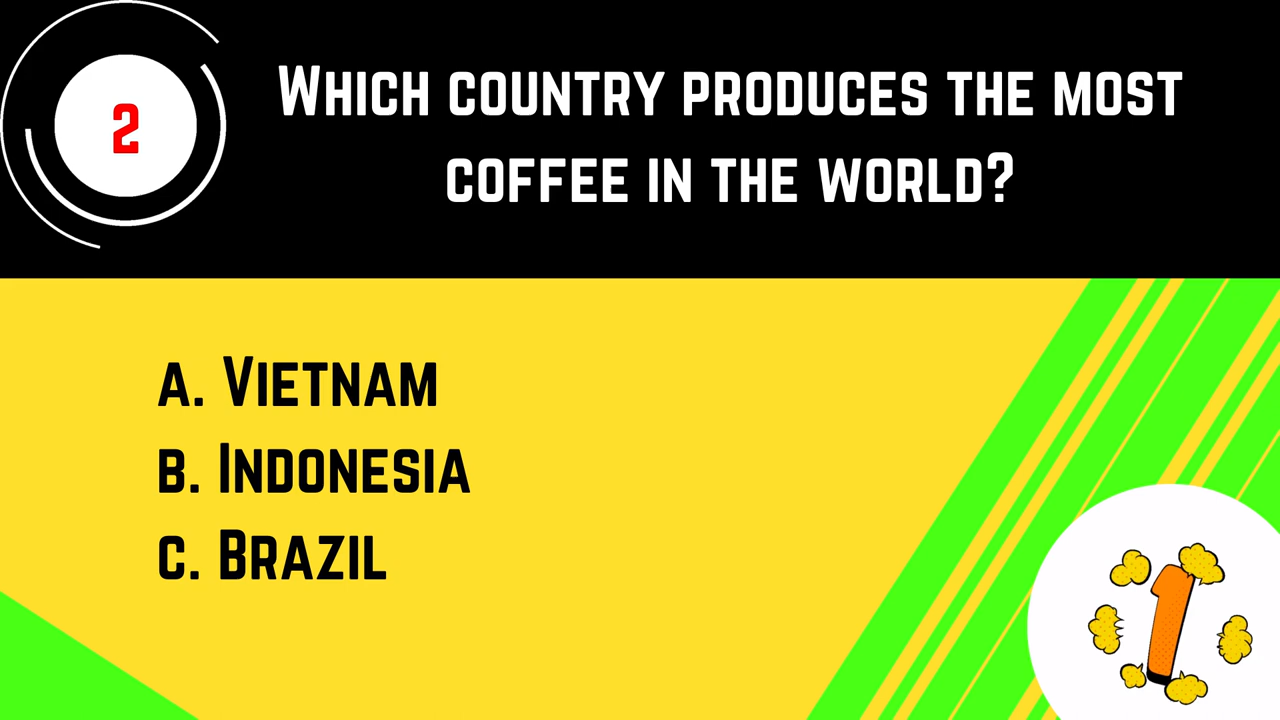 2
Which country produces the most
coffee in the world?
A. Vietnam
B. Indonesia
C. Brazil
1